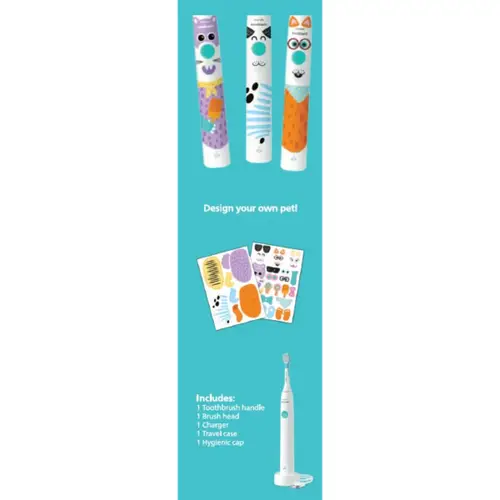 Design your own pet!
Includes:
1 Toothbrush handle
1 Brush head
1 Charger
1 Travel case
1 Hygienic cap